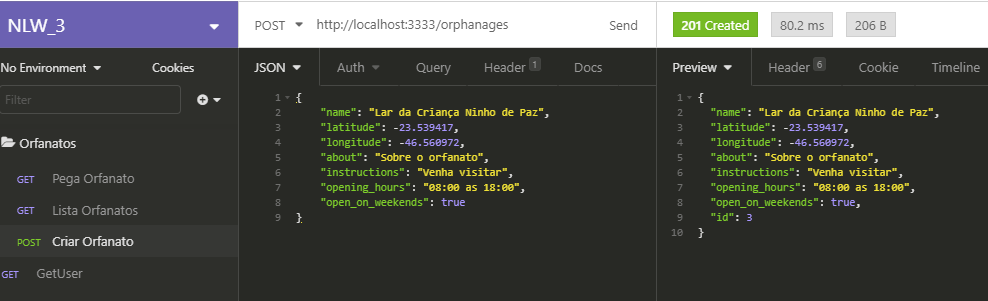 NLW_3
No Environment Cookies
Filter
Orfanatos
GET Pega Orfanato
GET Lista Orfanatos
POST Criar Orfanato
GET GetUser
POST http://localhost:3333/orphanages Send
JSON Auth Query Header 1 Docs
1 {
2 "name": "Lar da Criança Ninho de Paz",
3 "latitude": -23.539417,
4 "longitude": -46.560972,
5 "about": "Sobre o orfanato",
6 "instructions": "Venha visitar",
7 "opening_hours": "08:00 as 18:00",
8 "open_on_weekends": true
9 }
201 Created 80.2 ms 206 B
Preview Header 6 Cookie Timeline
1 {
2 "name": "Lar da Criança Ninho de Paz",
3 "latitude": -23.539417,
4 "longitude": -46.560972,
5 "about": "Sobre o orfanato",
6 "instructions": "Venha visitar",
7 "opening_hours": "08:00 as 18:00",
8 "open_on_weekends": true,
9 "id": 3
10 }